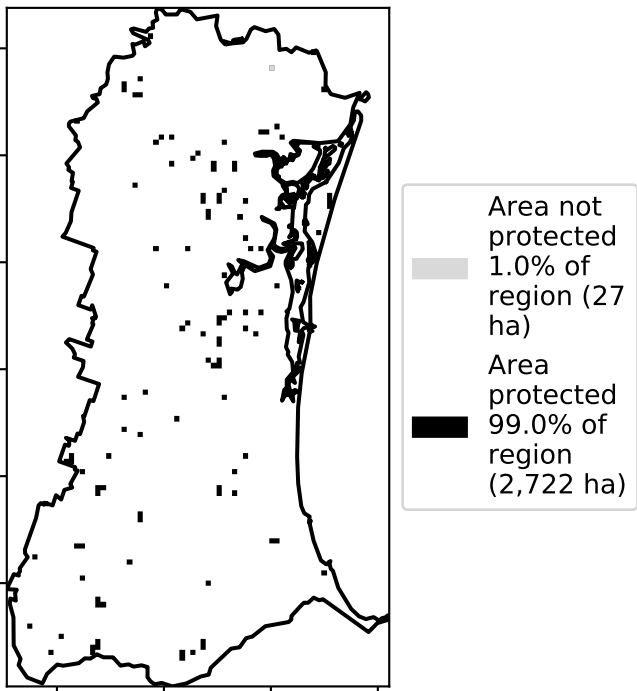 Area not
protected
1.0% of
region (27
ha)
Area
protected
99.0% of
region
(2,722 ha)